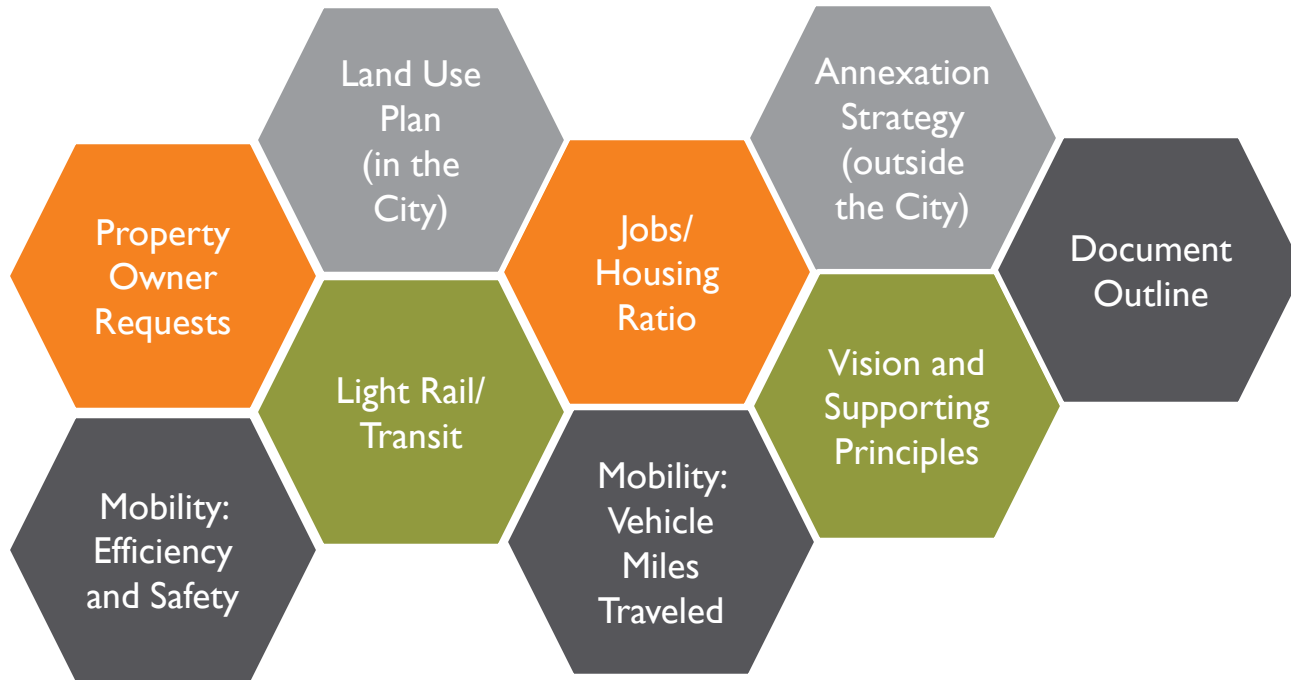 Land Use
Plan
(in the
City)
Annexation
Strategy
(outside
the City)
Property
Owner
Requests
Jobs/
Housing
Ratio
Document
Outline
Light Rail/
Transit
Vision and
Supporting
Principles
Mobility:
Efficiency
and Safety
Mobility:
Vehicle
Miles
Traveled